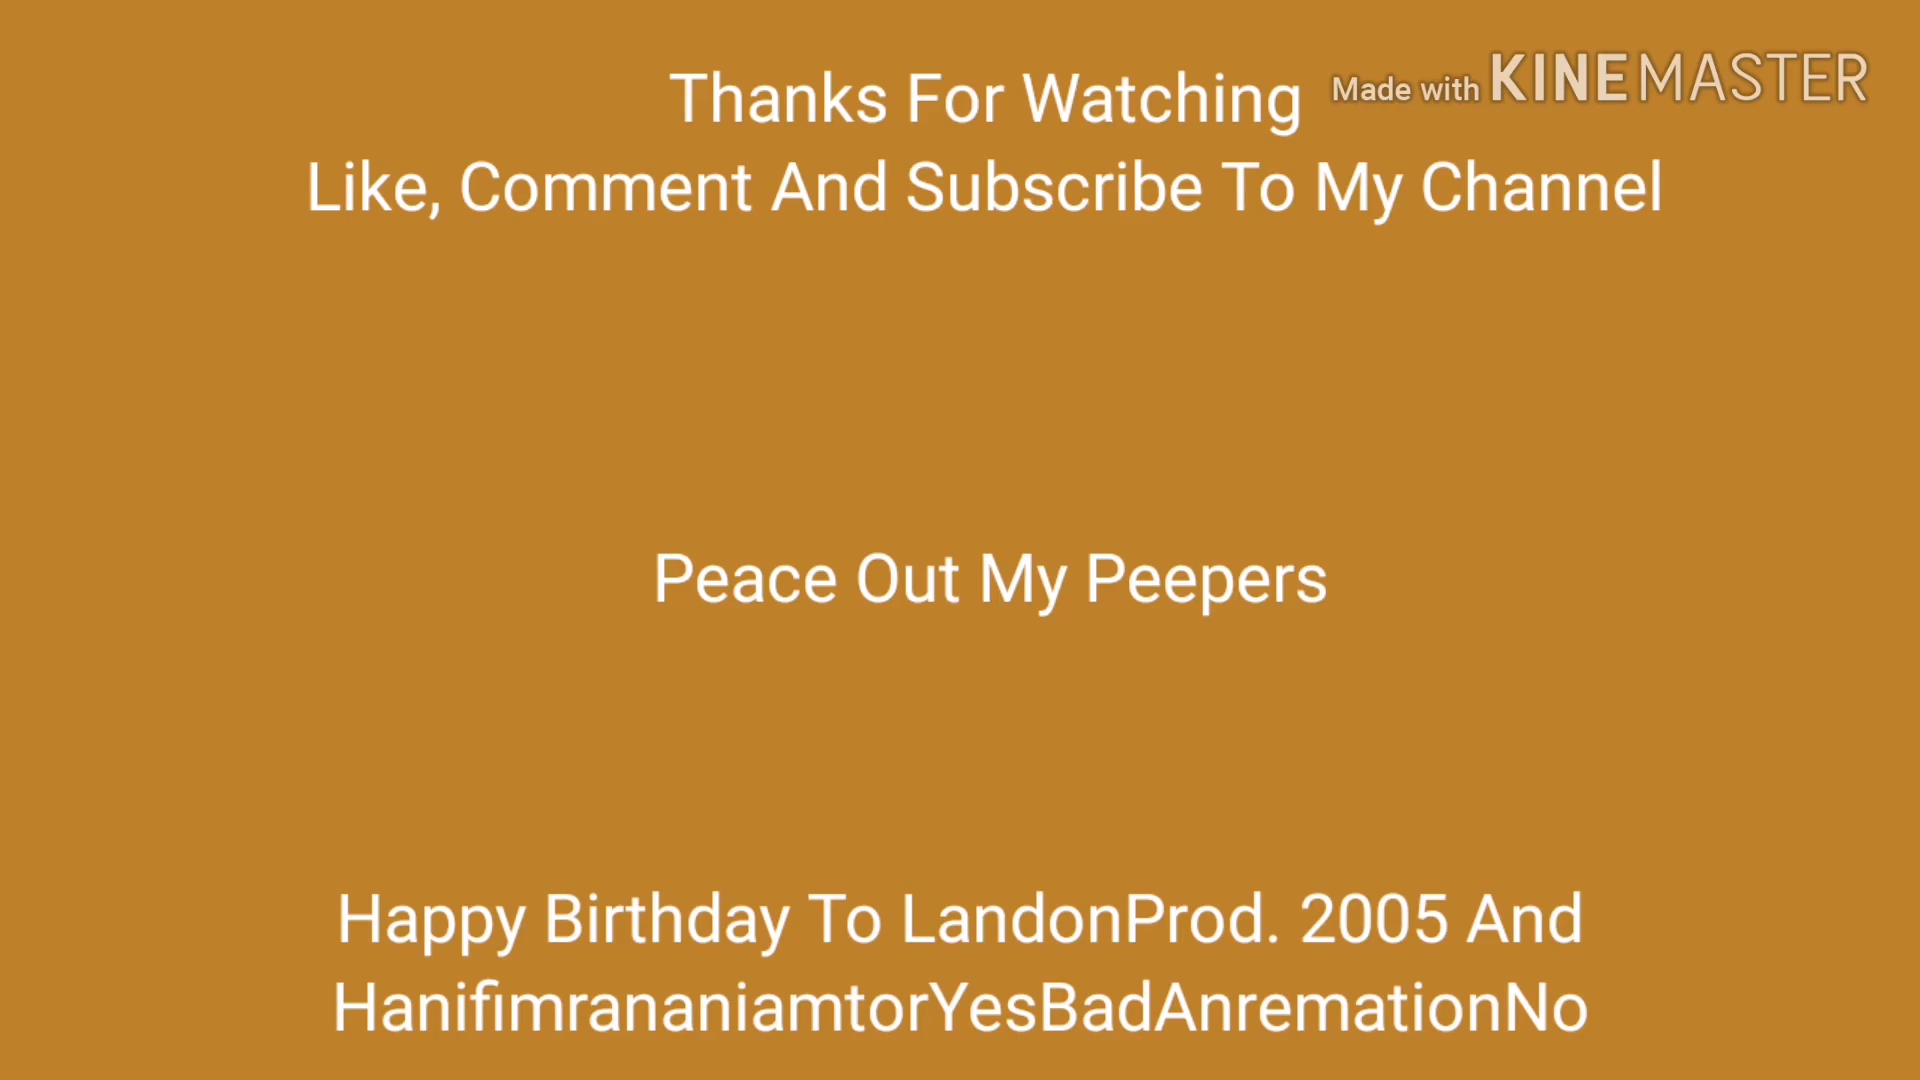 Thanks For Watching
Made with KINEMASTER
Like, Comment And Subscribe To My Channel
Peace Out My Peepers
Happy Birthday To LandonProd. 2005 And
HanifimrananiamtorYesBadAnremationNo